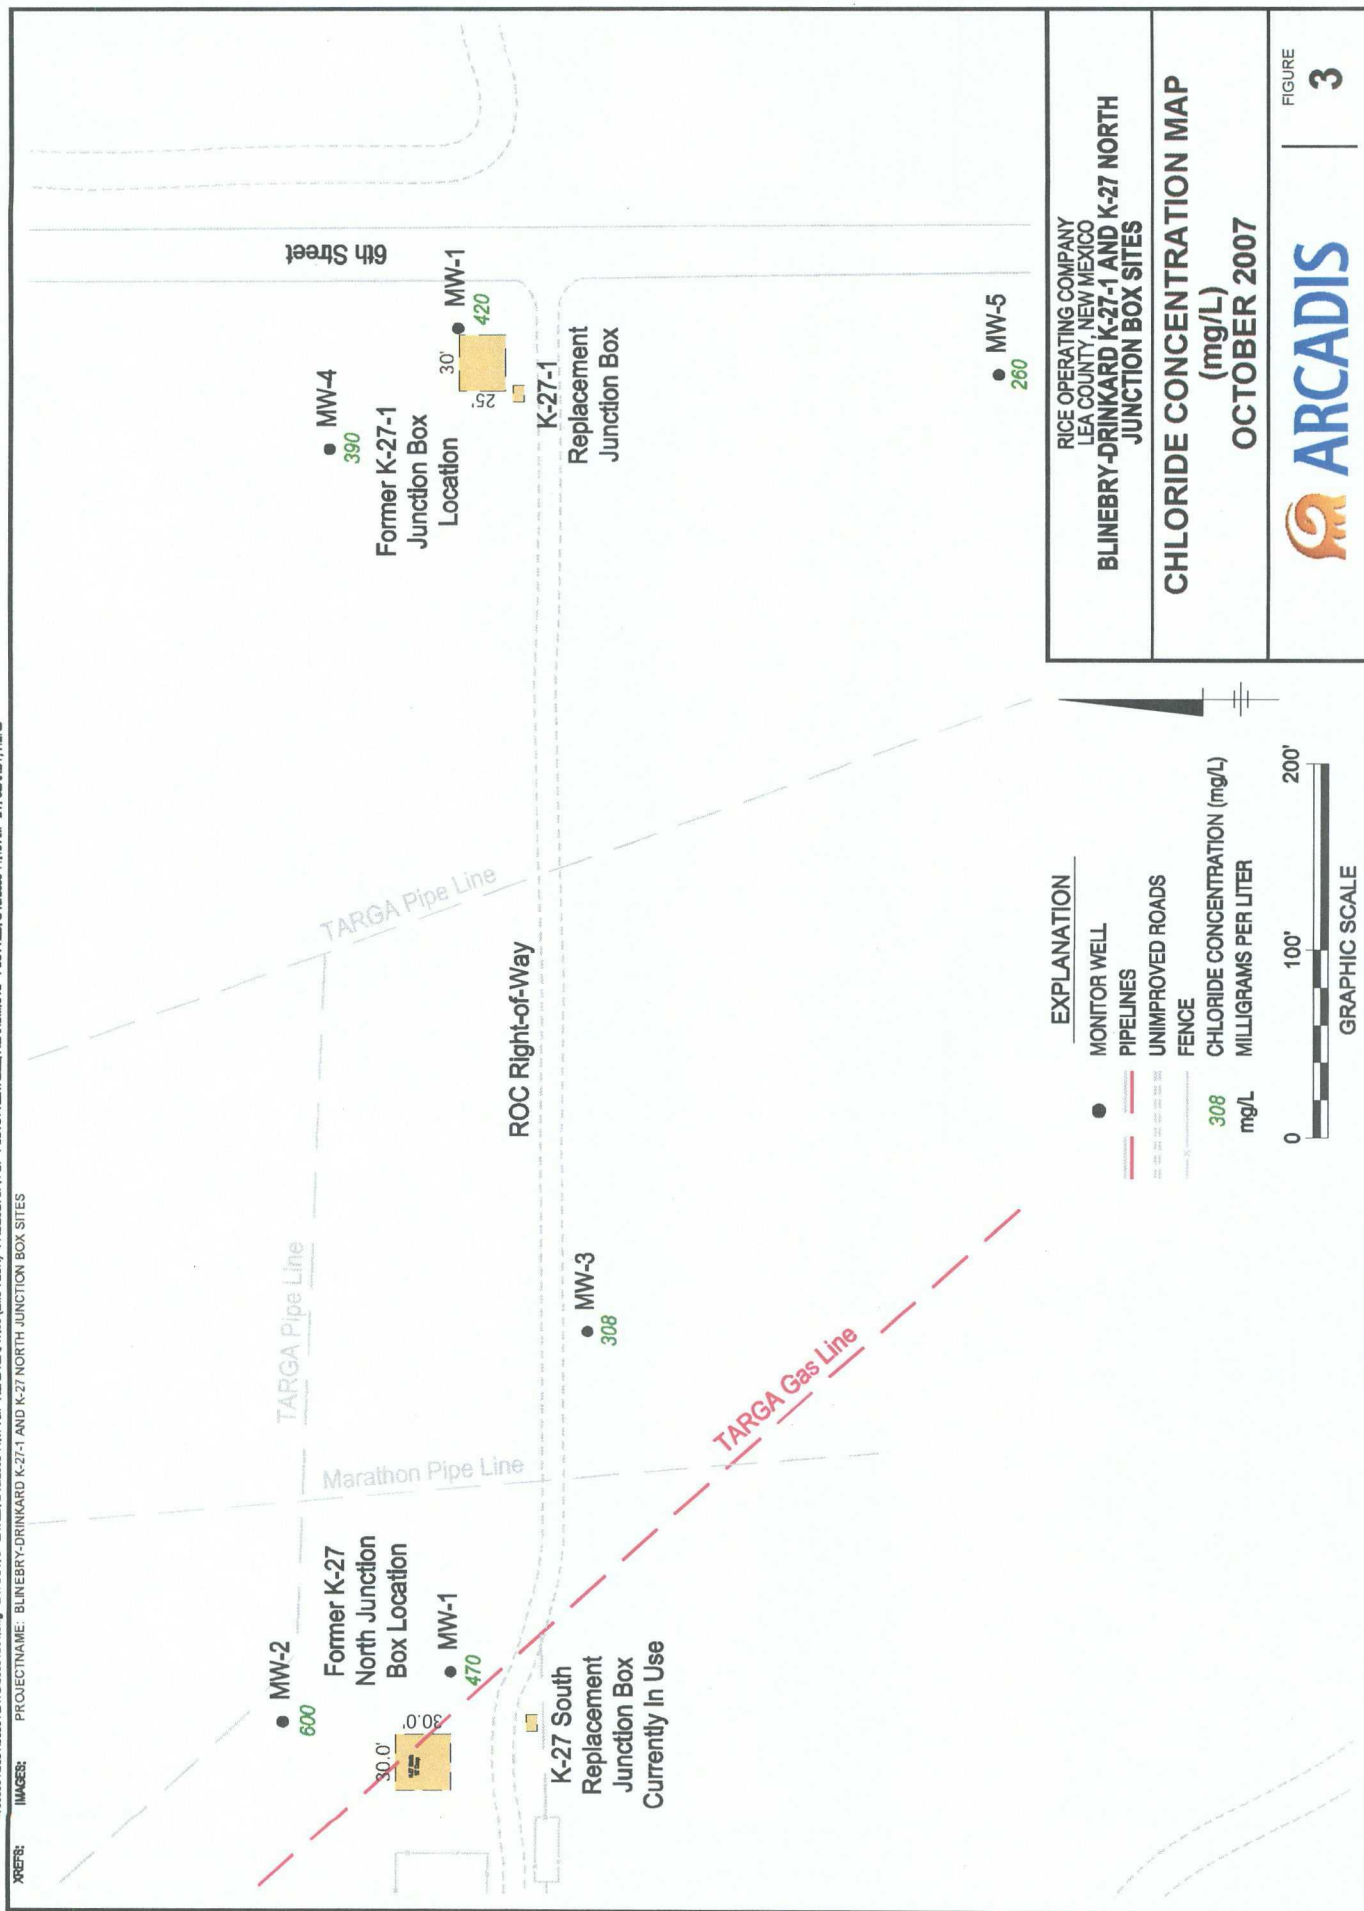 XREFS:
IMAGES:
PROJECTNAME: BLINEBRY-DRINKARD K-27-1 AND K-27 NORTH JUNCTION BOX SITES
MW-2
600
Former K-27
North Junction
Box Location
30.0'
30.0'
MW-1
470
K-27 South
Replacement
Junction Box
Currently In Use
TARGA Pipe Line
Marathon Pipe Line
TARGA Gas Line
MW-3
308
ROC Right-of-Way
TARGA Pipe Line
MW-4
390
Former K-27-1
Junction Box
Location
30'
25'
MW-1
420
K-27-1
Replacement
Junction Box
6th Street
MW-5
260
EXPLANATION
MONITOR WELL
PIPELINES
UNIMPROVED ROADS
FENCE
308 CHLORIDE CONCENTRATION (mg/L)
mg/L MILLIGRAMS PER LITER
0 100' 200'
GRAPHIC SCALE
RICE OPERATING COMPANY
LEA COUNTY, NEW MEXICO
BLINEBRY-DRINKARD K-27-1 AND K-27 NORTH
JUNCTION BOX SITES
CHLORIDE CONCENTRATION MAP
(mg/L)
OCTOBER 2007
ARCADIS
FIGURE
3